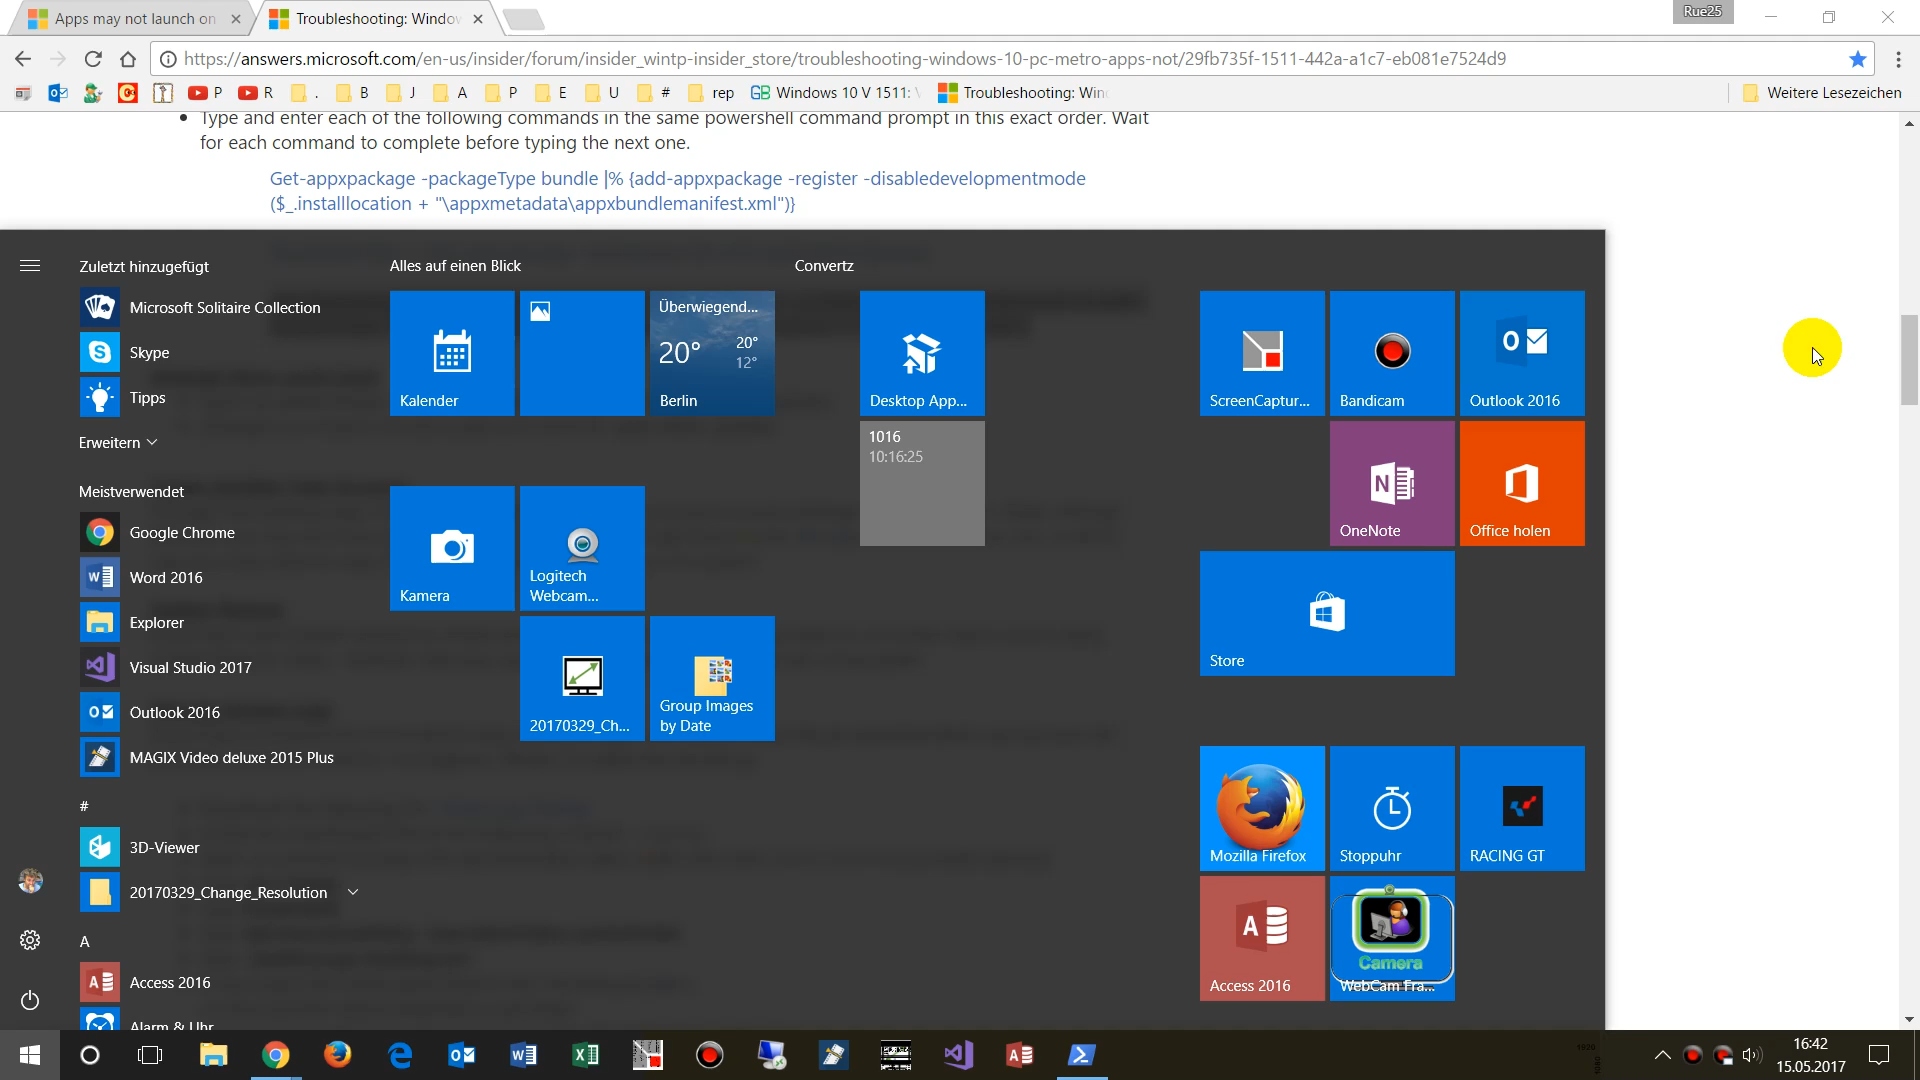 Apps may not launch on
Troubleshooting: Windo
Rue25
https://answers.microsoft.com/en-us/insider/forum/insider_wintp-insider_store/troubleshooting-windows-10-pc-metro-apps-not/29fb735f-1511-442a-a1c7-eb081e7524d9
P R . B J A P E U # rep Windows 10 V 1511: Troubleshooting: Win Weitere Lesezeichen
Type and enter each of the following commands in the same powershell command prompt in this exact order. Wait
for each command to complete before typing the next one.
Get-appxpackage -packageType bundle |% {add-appxpackage -register -disabledevelopmentmode
($_.installlocation + "\appxmetadata\appxbundlemanifest.xml")}
Zuletzt hinzugefügt
Microsoft Solitaire Collection
Skype
Tipps
Erweitern
Meistverwendet
Google Chrome
Word 2016
Explorer
Visual Studio 2017
Outlook 2016
MAGIX Video deluxe 2015 Plus
#
3D-Viewer
20170329_Change_Resolution
A
Access 2016
Alarm & Uhr
Alles auf einen Blick
Kalender
Überwiegend...
20° 20°
12°
Berlin
Kamera
Logitech
Webcam...
20170329_Ch...
Group Images
by Date
Convertz
Desktop App...
1016
10:16:25
ScreenCaptur...
Bandicam
Outlook 2016
OneNote
Office holen
Store
Mozilla Firefox
Stoppuhr
RACING GT
Access 2016
Camera
WebCam Fra...
16:42
15.05.2017